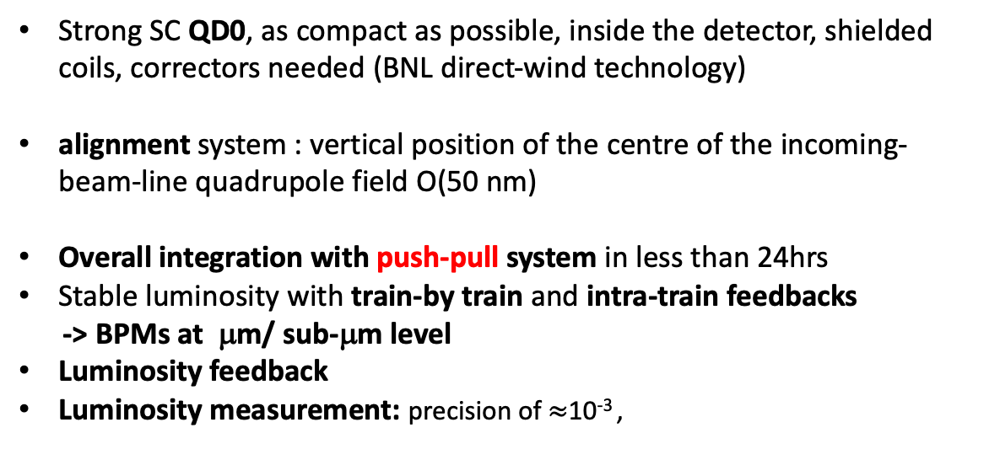 • Strong SC QD0, as compact as possible, inside the detector, shielded
coils, correctors needed (BNL direct-wind technology)
• alignment system : vertical position of the centre of the incoming-
beam-line quadrupole field O(50 nm)
• Overall integration with push-pull system in less than 24hrs
• Stable luminosity with train-by train and intra-train feedbacks
-> BPMs at μm/ sub-μm level
• Luminosity feedback
• Luminosity measurement: precision of ≈10⁻³ ,